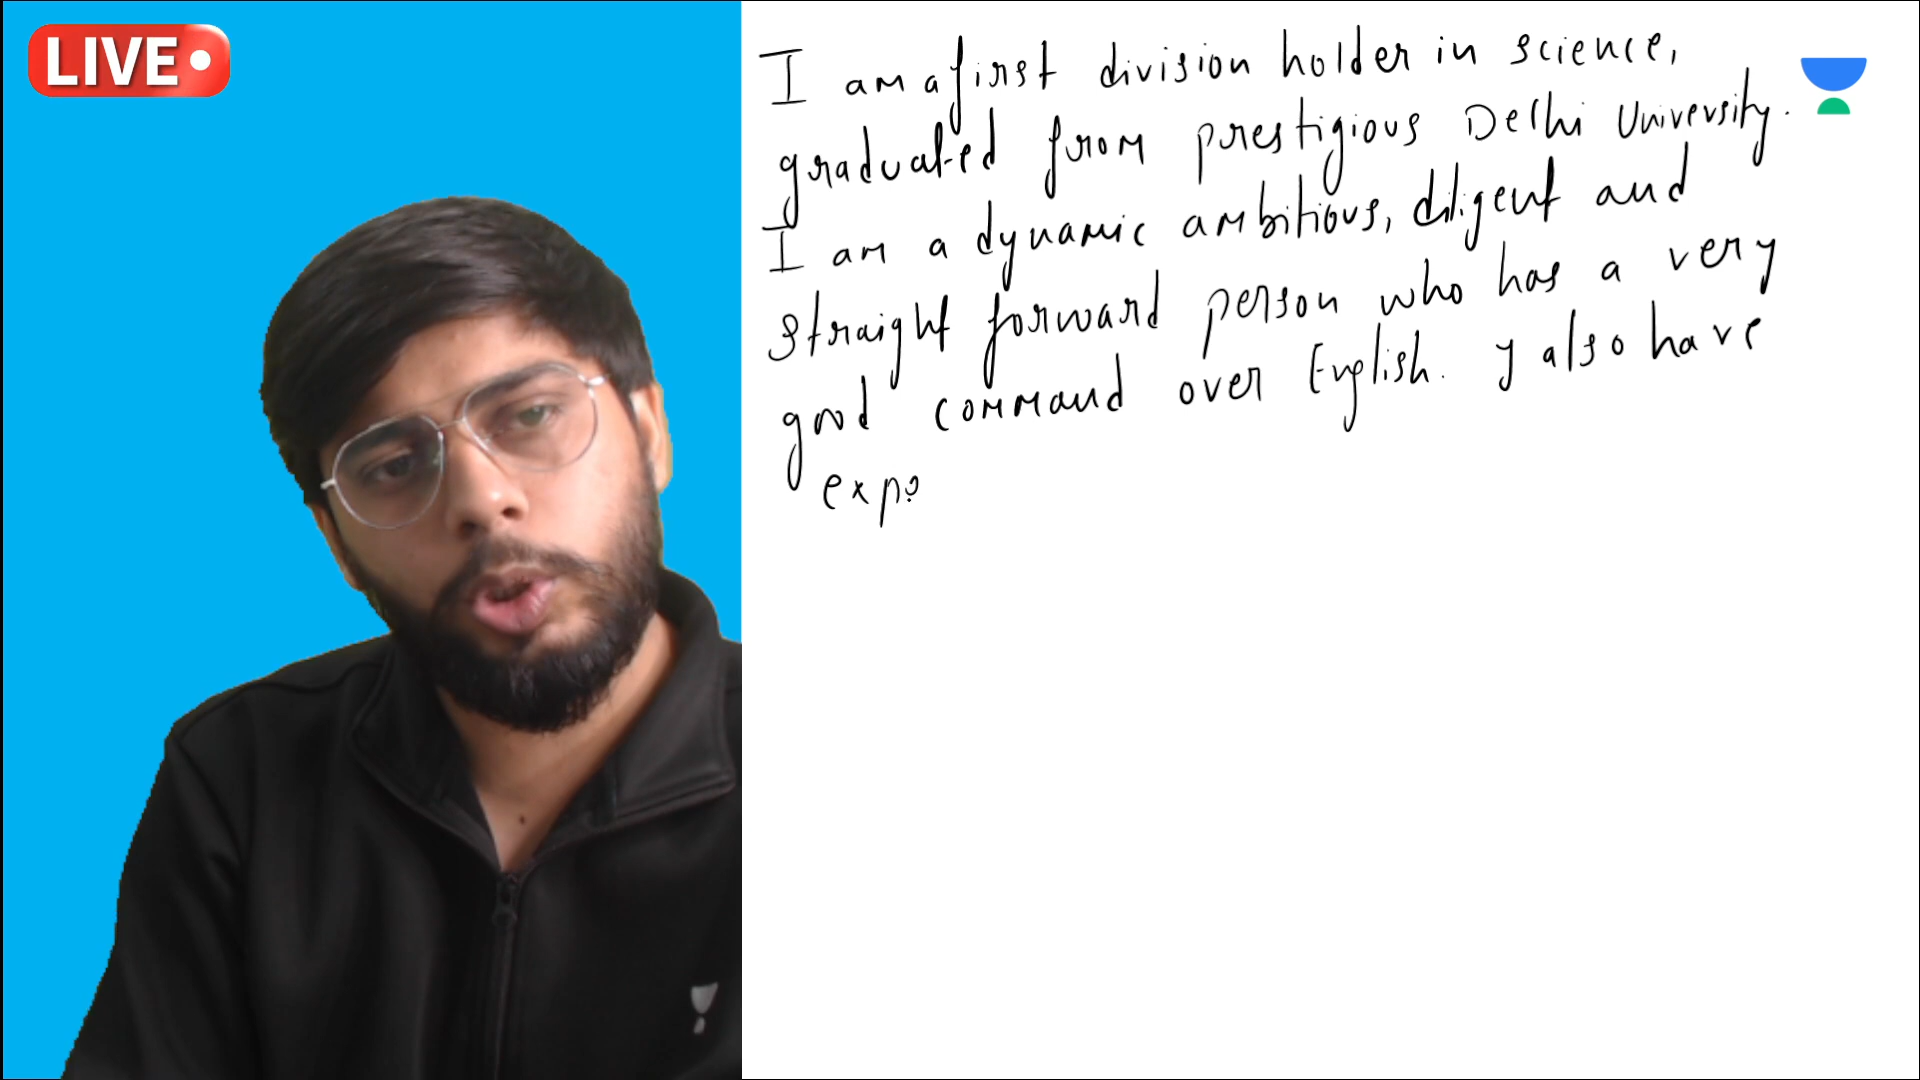 LIVE
I am a first division holder in science,
graduated from prestigious Delhi University.
I am a dynamic ambitious, diligent and
straight forward person who has a very
good command over English. I also have
expo